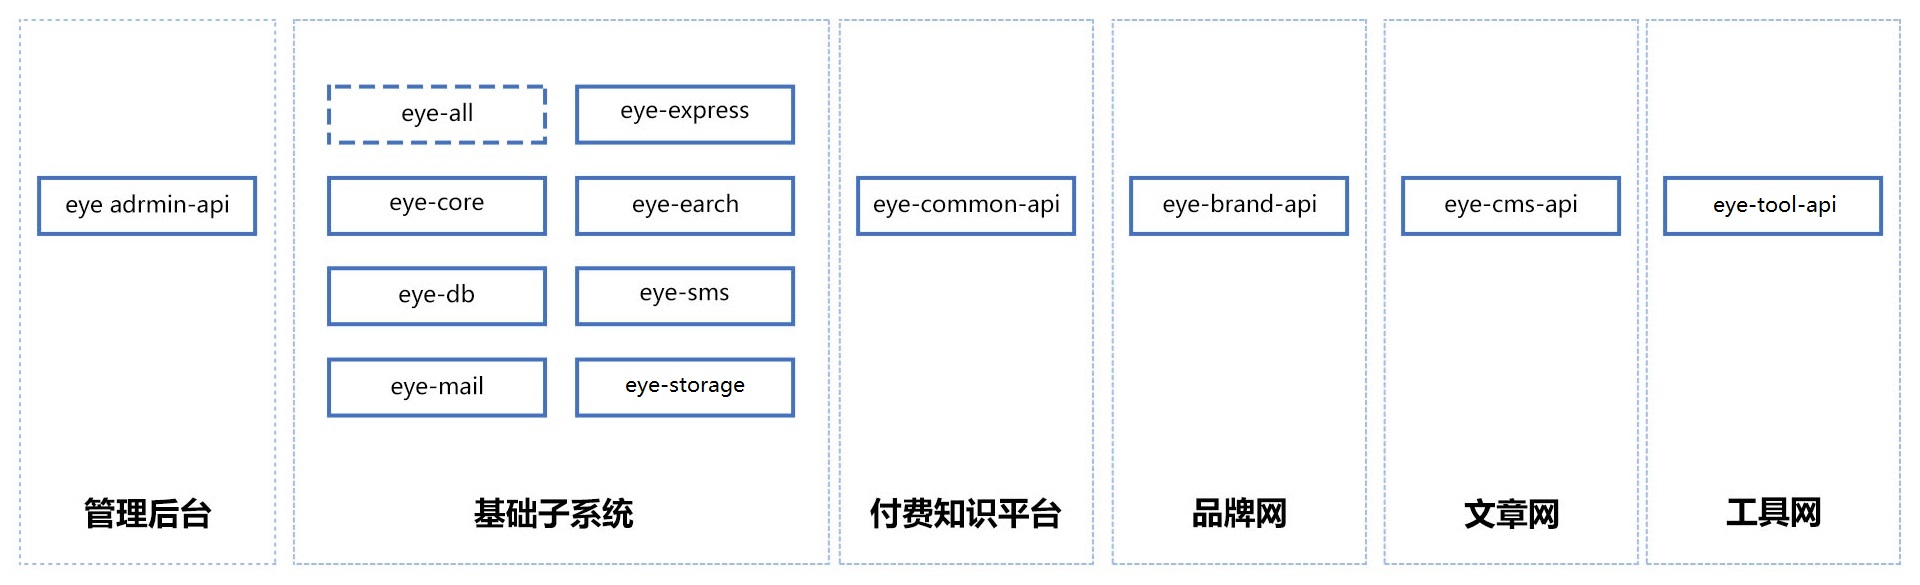 eye adrmin-api
管理后台
eye-all
eye-express
eye-core
eye-earch
eye-db
eye-sms
eye-mail
eye-storage
基础子系统
eye-common-api
付费知识平台
eye-brand-api
品牌网
eye-cms-api
文章网
eye-tool-api
工具网